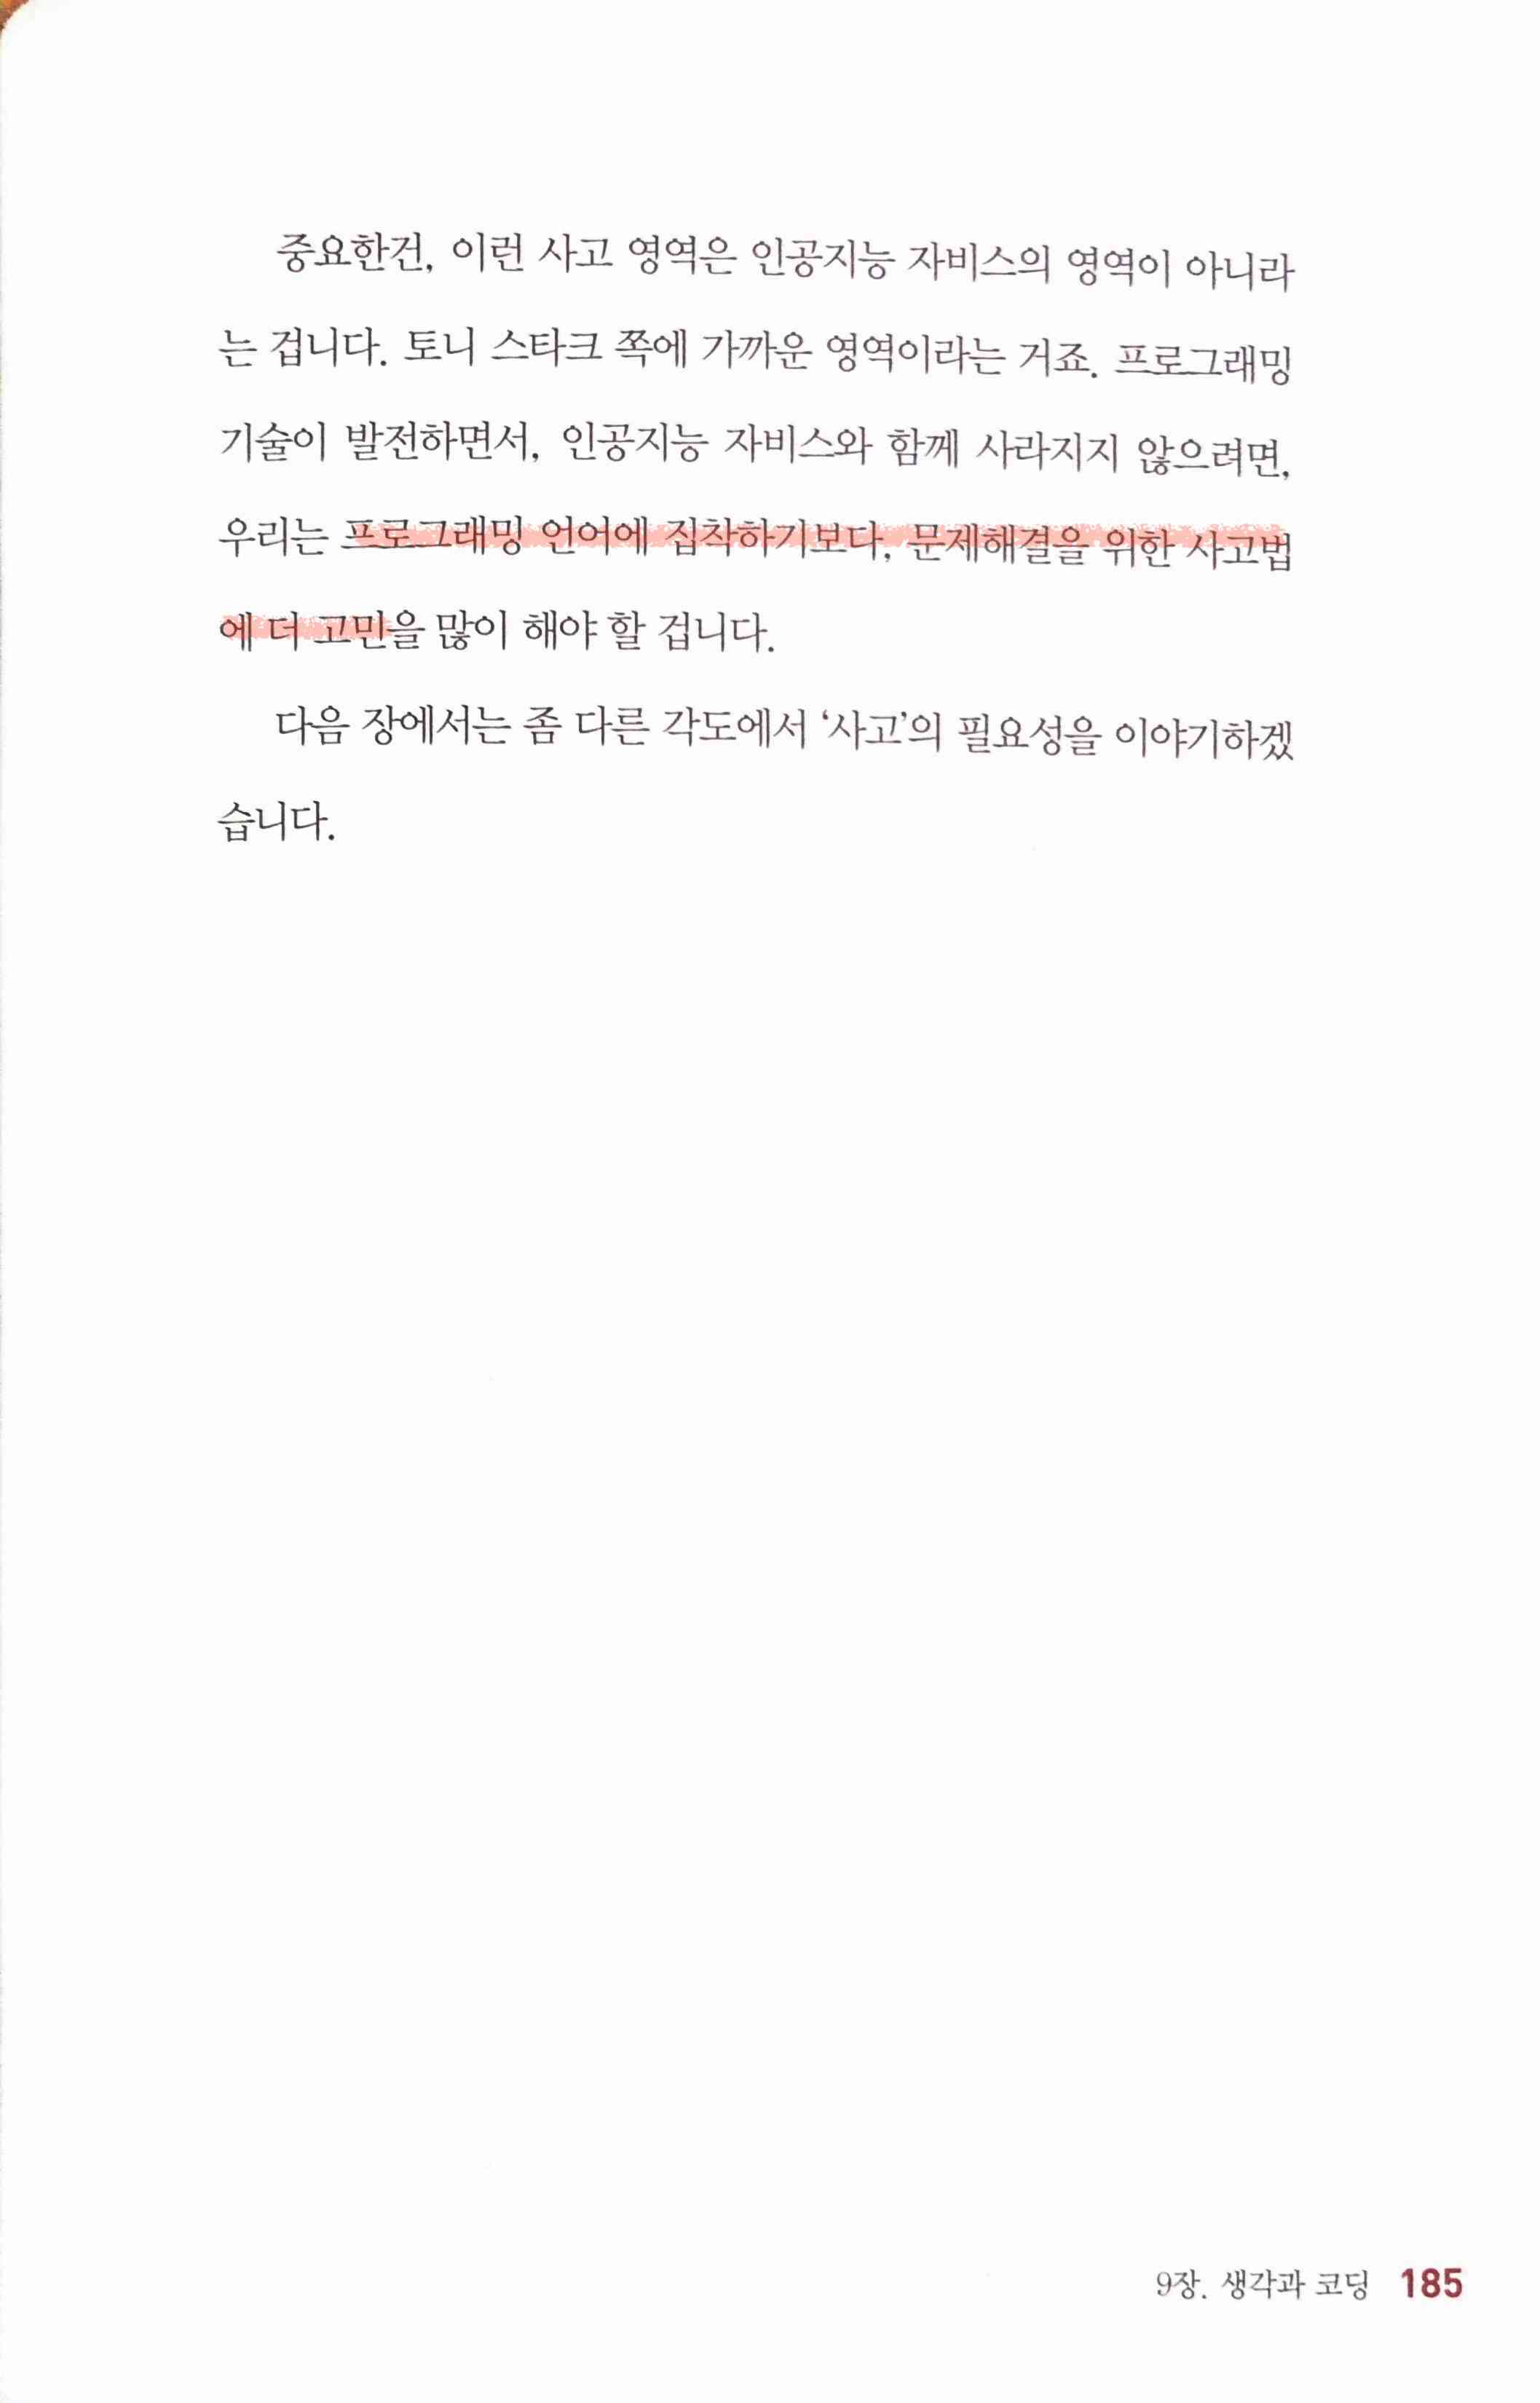 중요한건, 이런 사고 영역은 인공지능 자비스의 영역이 아니라
는 겁니다. 토니 스타크 쪽에 가까운 영역이라는 거죠. 프로그래밍
기술이 발전하면서, 인공지능 자비스와 함께 사라지지 않으려면,
우리는 프로그래밍 언어에 집착하기보다, 문제해결을 위한 사고법
에 더 고민을 많이 해야 할 겁니다.
다음 장에서는 좀 다른 각도에서 ‘사고’의 필요성을 이야기하겠
습니다.
9장. 생각과 코딩 185